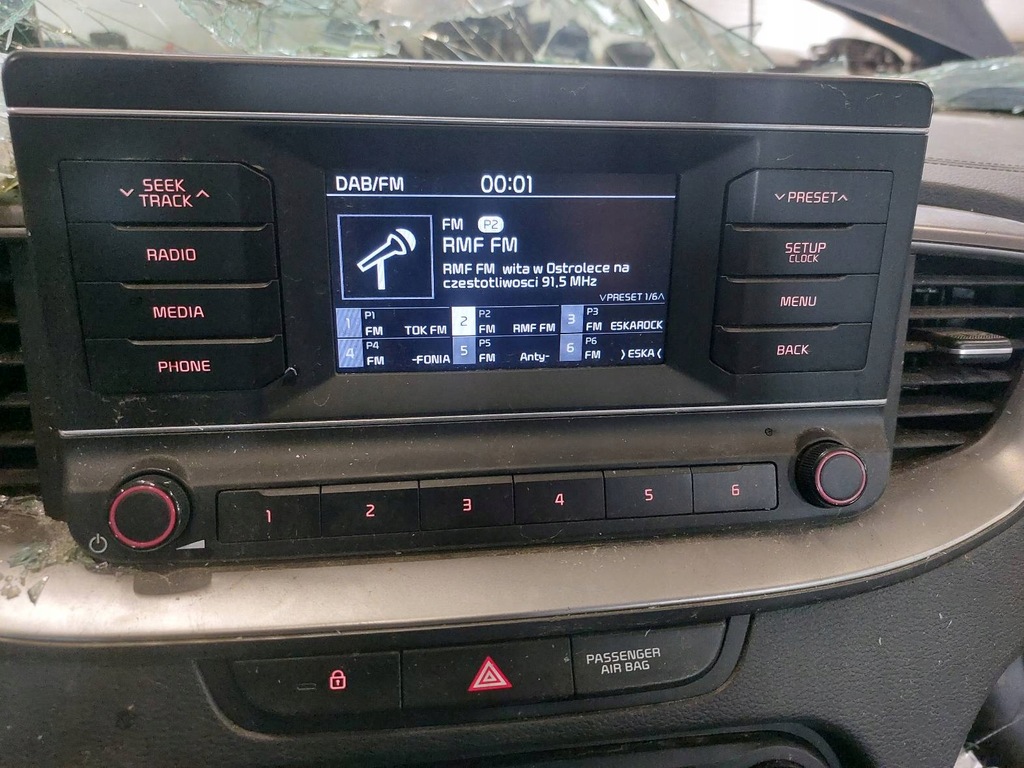 SEEK
TRACK
RADIO
MEDIA
PHONE
DAB/FM 00:01
FM P2
RMF FM
RMF FM wita w Ostrolece na
czestotliwosci 91,5 MHz
PRESET 1/6
1 P1 FM TOK FM
2 P2 FM RMF FM
3 P3 FM ESKAROCK
4 P4 FM -FONIA
5 P5 FM Anty-
6 P6 FM )ESKA(
PRESET
SETUP
CLOCK
MENU
BACK
1 2 3 4 5 6
PASSENGER
AIR BAG